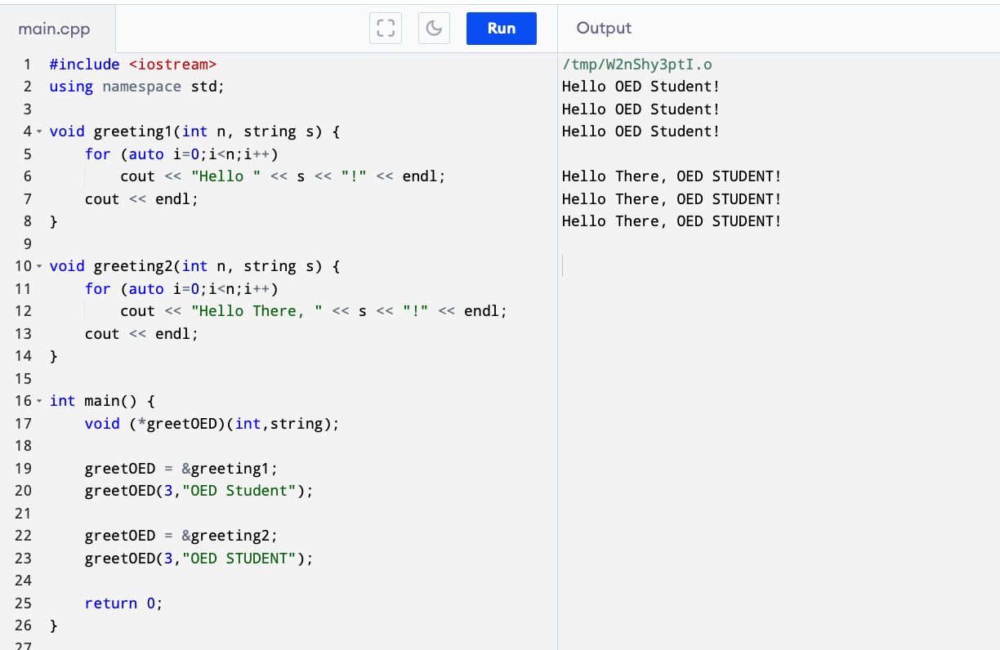 main.cpp
Run
Output
1 #include <iostream>
2 using namespace std;
3
4 void greeting1(int n, string s) {
5     for (auto i=0;i<n;i++)
6         cout << "Hello " << s << "!" << endl;
7     cout << endl;
8 }
9
10 void greeting2(int n, string s) {
11     for (auto i=0;i<n;i++)
12         cout << "Hello There, " << s << "!" << endl;
13     cout << endl;
14 }
15
16 int main() {
17     void (*greetOED)(int,string);
18
19     greetOED = &greeting1;
20     greetOED(3,"OED Student");
21
22     greetOED = &greeting2;
23     greetOED(3,"OED STUDENT");
24
25     return 0;
26 }
27
/tmp/W2nShy3ptI.o
Hello OED Student!
Hello OED Student!
Hello OED Student!

Hello There, OED STUDENT!
Hello There, OED STUDENT!
Hello There, OED STUDENT!